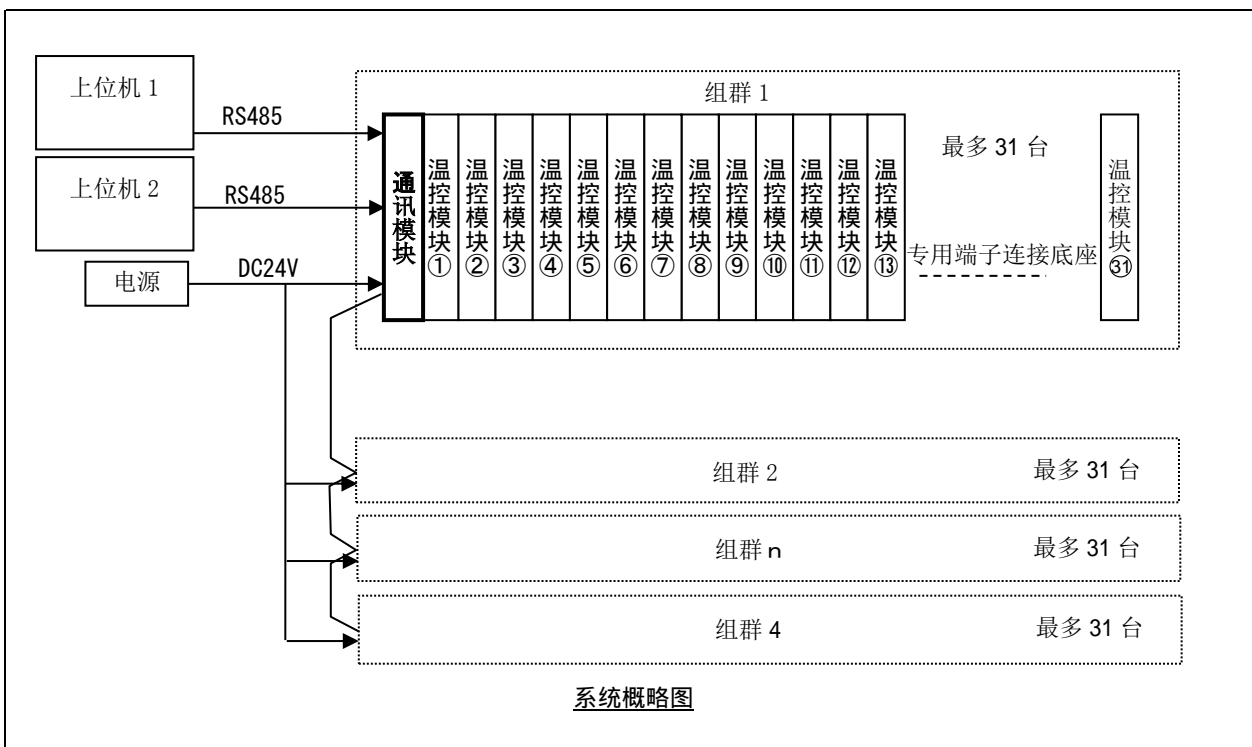 上位机 1
RS485
上位机 2
RS485
电源
DC24V
组群 1
通讯模块
温控模块①
温控模块②
温控模块③
温控模块④
温控模块⑤
温控模块⑥
温控模块⑦
温控模块⑧
温控模块⑨
温控模块⑩
温控模块⑪
温控模块⑫
温控模块⑬
最多 31 台
专用端子连接底座
温控模块㉛
组群 2
最多 31 台
组群 n
最多 31 台
组群 4
最多 31 台
系统概略图